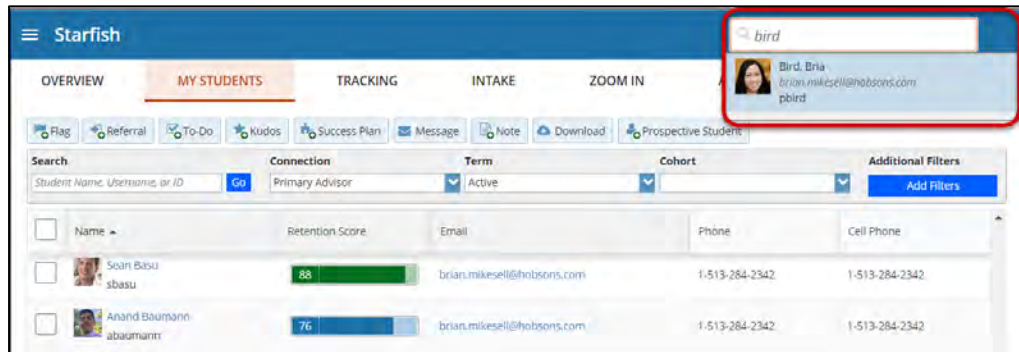 Starfish
bird
Bird, Bria
brian.mikesell@hobsons.com
pbird
OVERVIEW MY STUDENTS TRACKING INTAKE ZOOM IN A
Flag Referral To-Do Kudos Success Plan Message Note Download Prospective Student
Search Connection Term Cohort Additional Filters
Student Name, Username, or ID Go Primary Advisor Active Add Filters
Name Retention Score Email Phone Cell Phone
Sean Basu
88 brian.mikesell@hobsons.com 1-513-284-2342 1-513-284-2342
sbasu
Anand Baumann
76 brian.mikesell@hobsons.com 1-513-284-2342 1-513-284-2342
abaumann